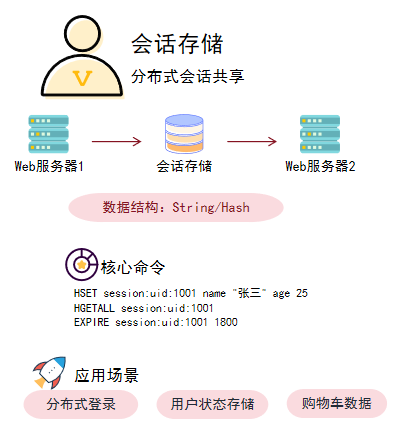 会话存储
V
分布式会话共享
Web服务器1
会话存储
Web服务器2
数据结构：String/Hash
核心命令
HSET session:uid:1001 name "张三" age 25
HGETALL session:uid:1001
EXPIRE session:uid:1001 1800
应用场景
分布式登录
用户状态存储
购物车数据